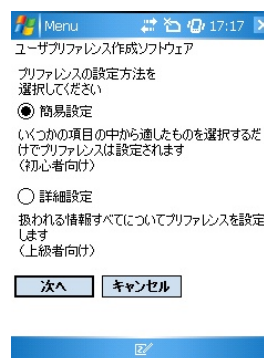 Menu 17:17
ユーザプリファレンス作成ソフトウェア
プリファレンスの設定方法を
選択してください
簡易設定
いくつかの項目の中から適したものを選択するだ
けでプリファレンスは設定されます
(初心者向け)
詳細設定
扱われる情報すべてについてプリファレンスを設定
します
(上級者向け)
次へ キャンセル